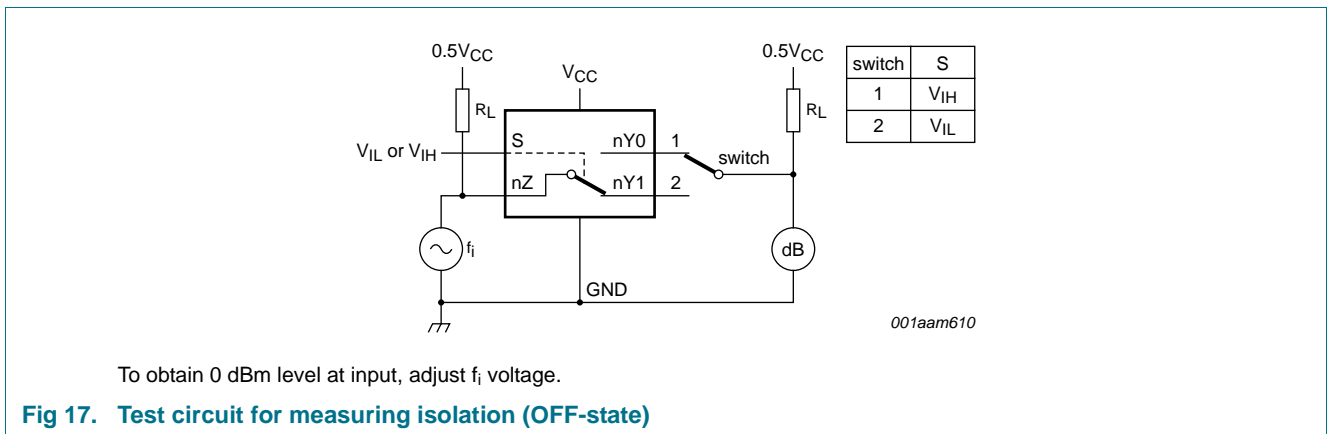 0.5VCC
VCC
0.5VCC
switch S
1 VIH
2 VIL
RL
RL
VIL or VIH
S
nY0
1
switch
nZ
nY1
2
fi
dB
GND
001aam610
To obtain 0 dBm level at input, adjust fi voltage.
Fig 17. Test circuit for measuring isolation (OFF-state)